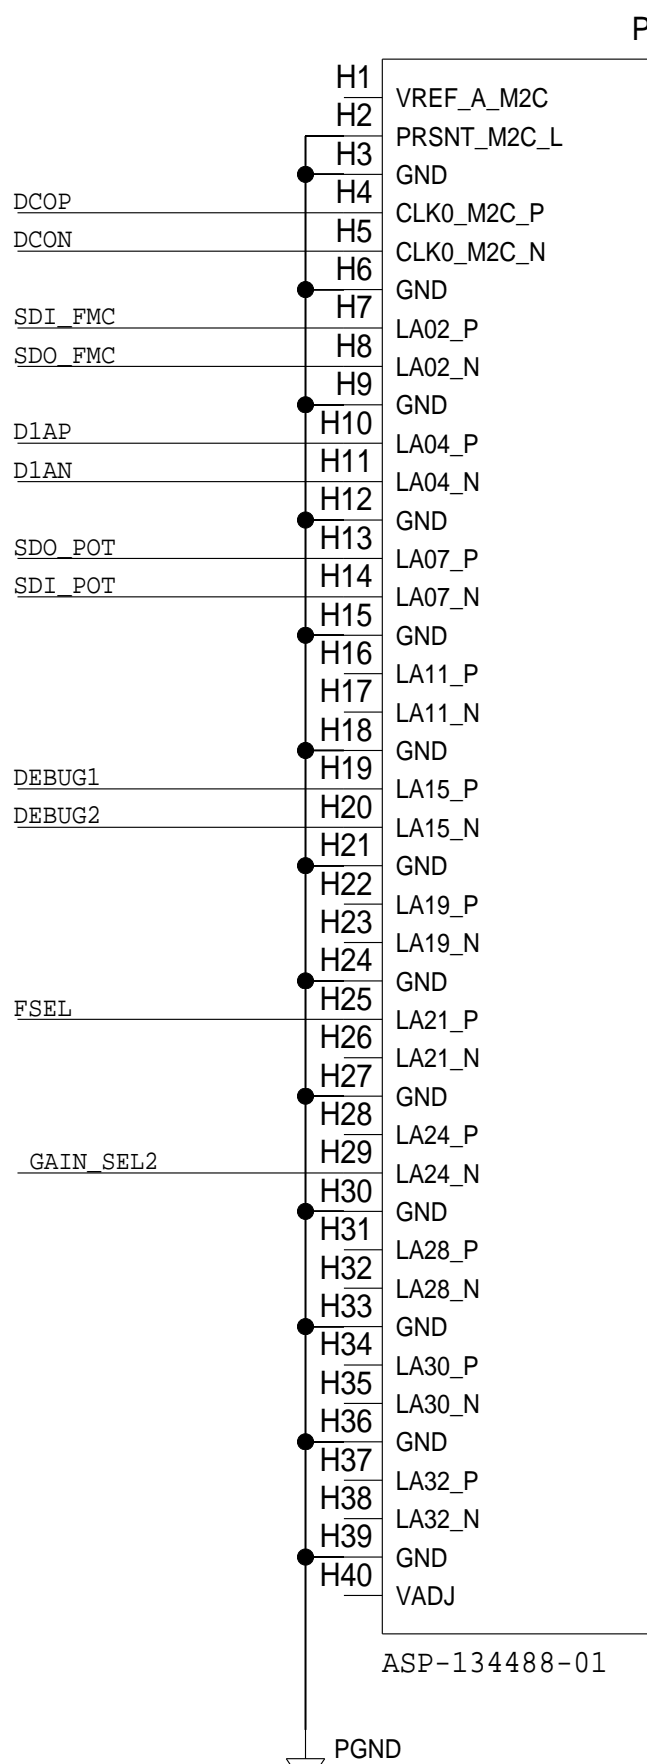 P
H1 VREF_A_M2C
H2 PRSNT_M2C_L
H3 GND
DCOP H4 CLK0_M2C_P
DCON H5 CLK0_M2C_N
H6 GND
SDI_FMC H7 LA02_P
SDO_FMC H8 LA02_N
H9 GND
D1AP H10 LA04_P
D1AN H11 LA04_N
H12 GND
SDO_POT H13 LA07_P
SDI_POT H14 LA07_N
H15 GND
H16 LA11_P
H17 LA11_N
H18 GND
DEBUG1 H19 LA15_P
DEBUG2 H20 LA15_N
H21 GND
H22 LA19_P
H23 LA19_N
H24 GND
FSEL H25 LA21_P
H26 LA21_N
H27 GND
H28 LA24_P
GAIN_SEL2 H29 LA24_N
H30 GND
H31 LA28_P
H32 LA28_N
H33 GND
H34 LA30_P
H35 LA30_N
H36 GND
H37 LA32_P
H38 LA32_N
H39 GND
H40 VADJ
ASP-134488-01
PGND